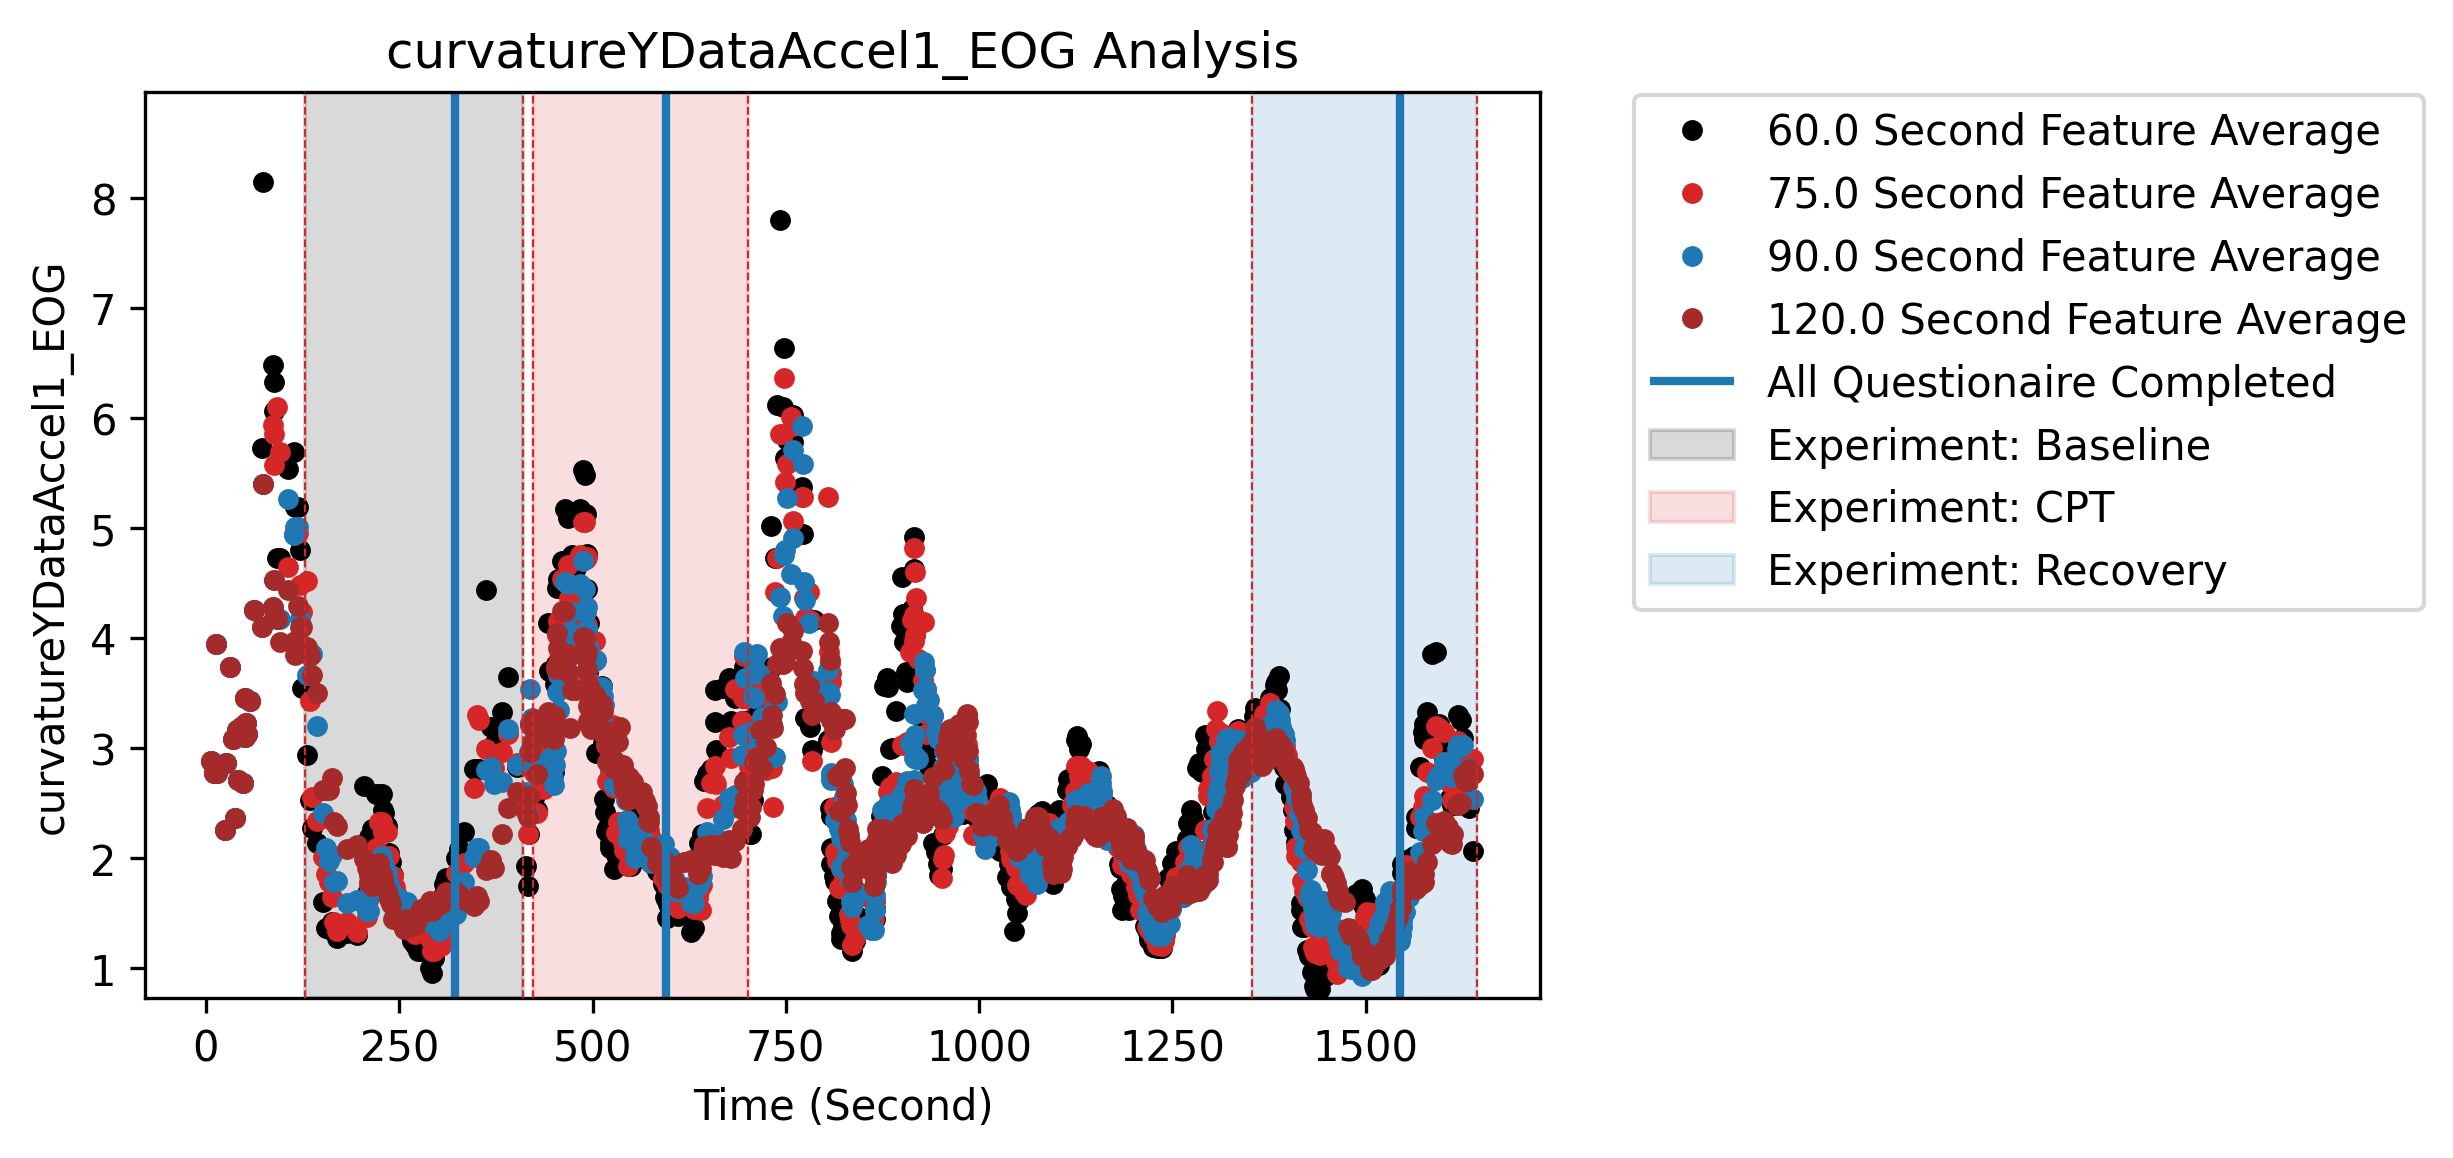 curvatureYDataAccel1_EOG Analysis
curvatureYDataAccel1_EOG
8
7
6
5
4
3
2
1
0
250
500
750
1000
1250
1500
Time (Second)
60.0 Second Feature Average
75.0 Second Feature Average
90.0 Second Feature Average
120.0 Second Feature Average
All Questionaire Completed
Experiment: Baseline
Experiment: CPT
Experiment: Recovery